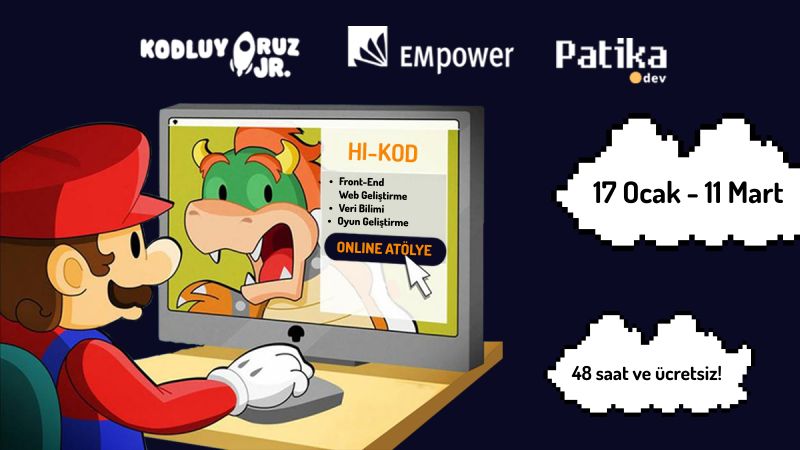 KODLUYORUZ
JR.
EMpower
Patika
dev
HI-KOD
• Front-End
Web Geliştirme
• Veri Bilimi
• Oyun Geliştirme
ONLINE ATÖLYE
17 Ocak - 11 Mart
48 saat ve ücretsiz!